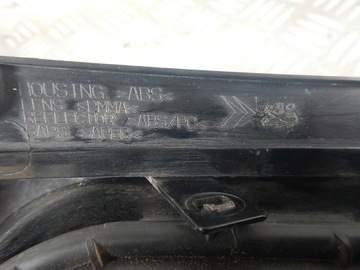 HOUSING >ABS<
LENS >PMMA<
REFLECTOR >ABS/PC<